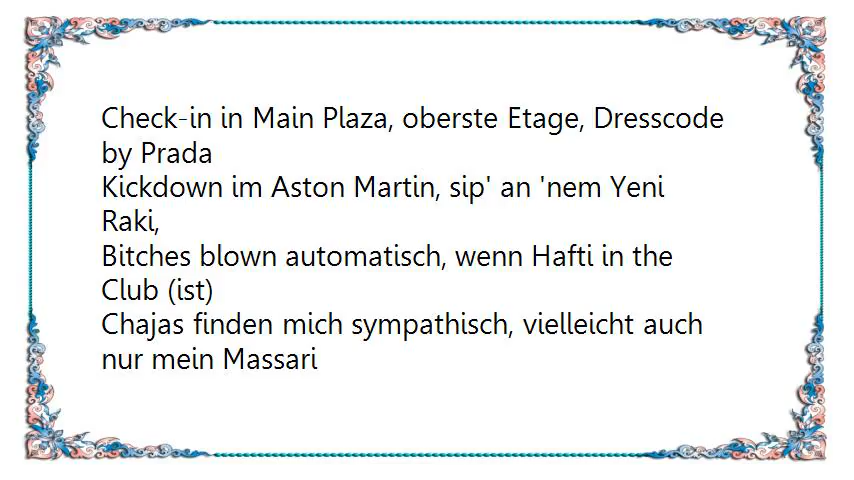 Check-in in Main Plaza, oberste Etage, Dresscode
by Prada
Kickdown im Aston Martin, sip' an 'nem Yeni
Raki,
Bitches blown automatisch, wenn Hafti in the
Club (ist)
Chajas finden mich sympathisch, vielleicht auch
nur mein Massari